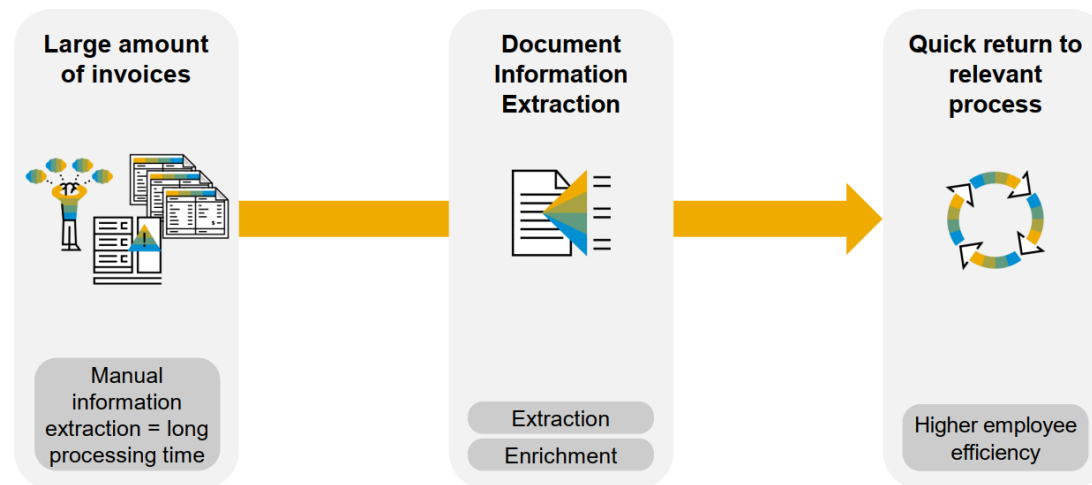 Large amount
of invoices
Manual
information
extraction = long
processing time
Document
Information
Extraction
Extraction
Enrichment
Quick return to
relevant
process
Higher employee
efficiency